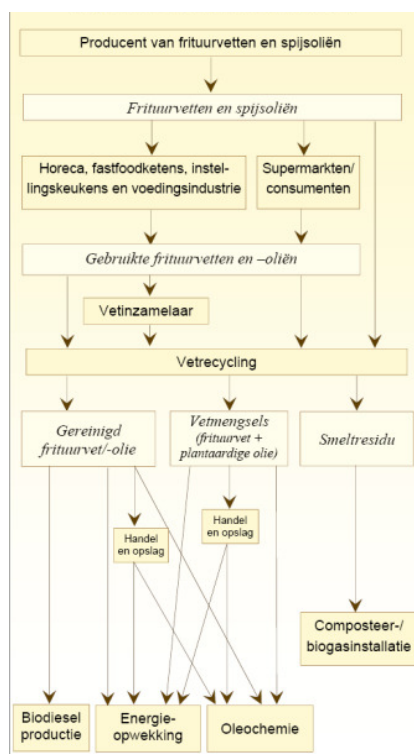 Producent van frituurvetten en spijsoliën
Frituurvetten en spijsoliën
Horeca, fastfoodketens, instel-
lingskeukens en voedingsindustrie
Supermarkten/
consumenten
Gebruikte frituurvetten en –oliën
Vetinzamelaar
Vetrecycling
Gereinigd
frituurvet/-olie
Vetmengsels
(frituurvet +
plantaardige olie)
Smeltresidu
Handel
en opslag
Handel
en opslag
Composteer-/
biogasinstallatie
Biodiesel
productie
Energie-
opwekking
Oleochemie